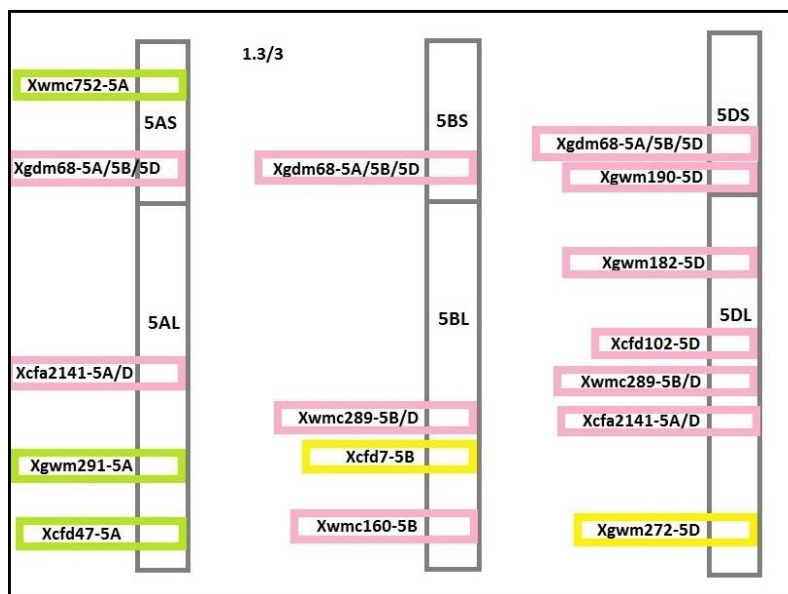 1.3/3
Xwmc752-5A
5AS
Xgdm68-5A/5B/5D
5AL
Xcfa2141-5A/D
Xgwm291-5A
Xcfd47-5A
5BS
Xgdm68-5A/5B/5D
5BL
Xwmc289-5B/D
Xcfd7-5B
Xwmc160-5B
5DS
Xgdm68-5A/5B/5D
Xgwm190-5D
Xgwm182-5D
5DL
Xcfd102-5D
Xwmc289-5B/D
Xcfa2141-5A/D
Xgwm272-5D